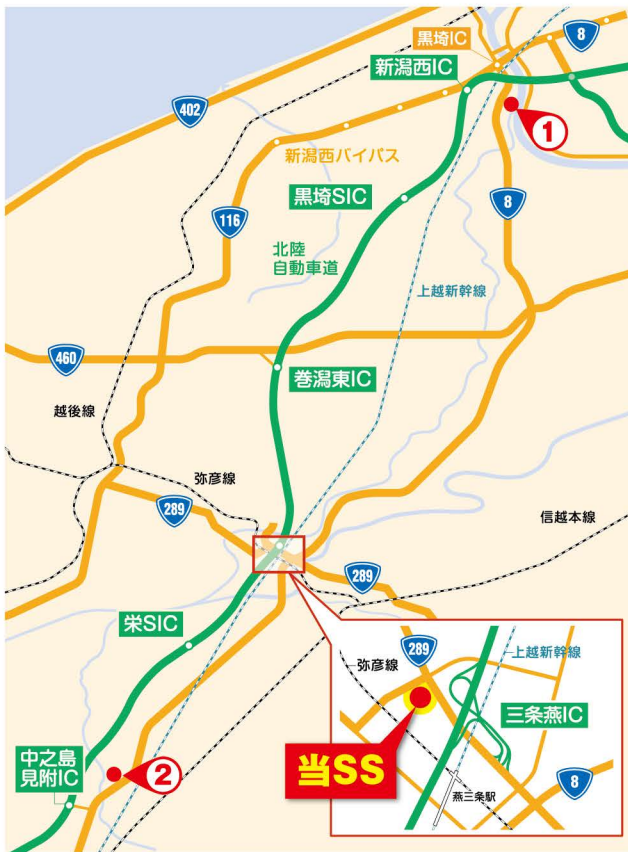 黒埼IC
8
新潟西IC
402
1
新潟西バイパス
黒埼SIC
116
8
北陸
自動車道
上越新幹線
460
巻潟東IC
越後線
弥彦線
289
信越本線
289
栄SIC
289
上越新幹線
弥彦線
三条燕IC
中之島
見附IC
2
当SS
燕三条駅
8